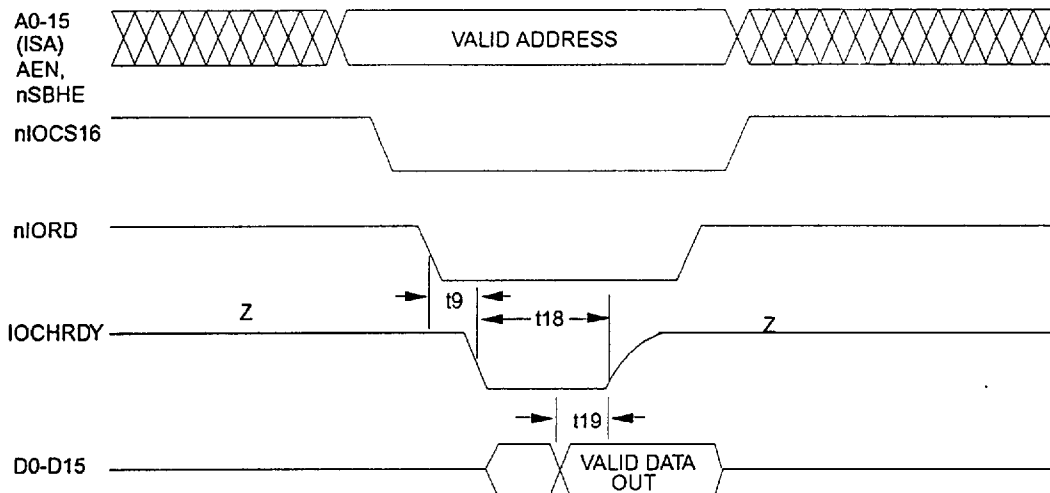 A0-15
(ISA)
AEN,
nSBHE
VALID ADDRESS
nIOCS16
nIORD
t9
Z
t18
Z
IOCHRDY
t19
D0-D15
VALID DATA
OUT